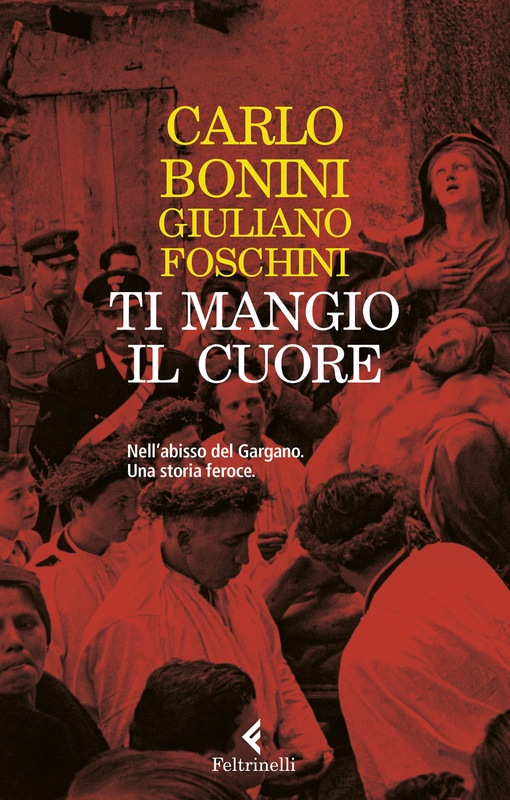 CARLO
BONINI
GIULIANO
FOSCHINI
TI MANGIO
IL CUORE
Nell'abisso del Gargano.
Una storia feroce.
Feltrinelli